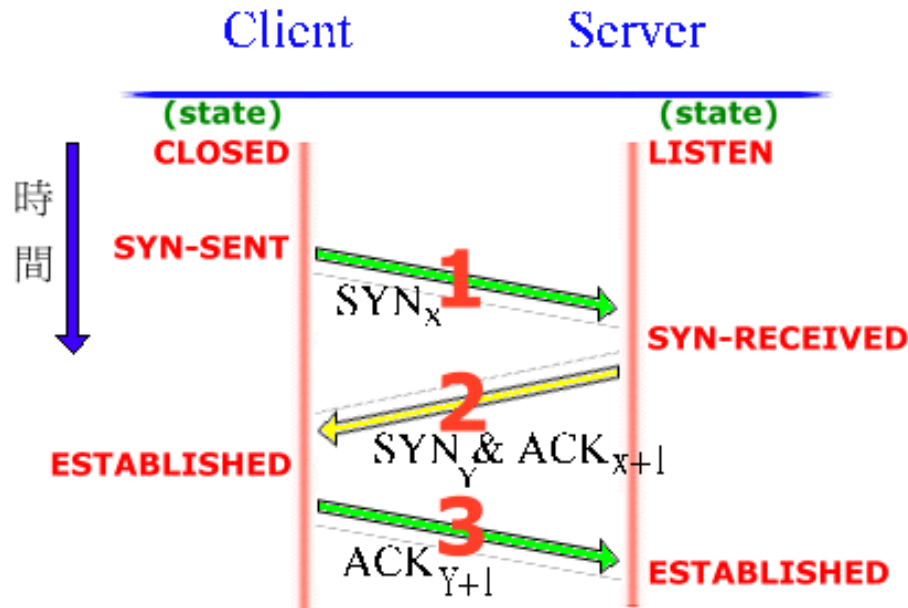 Client Server
(state) (state)
CLOSED LISTEN
時
間
SYN-SENT
1
SYNx
SYN-RECEIVED
2
SYNY & ACKx+1
ESTABLISHED
3
ACKY+1
ESTABLISHED